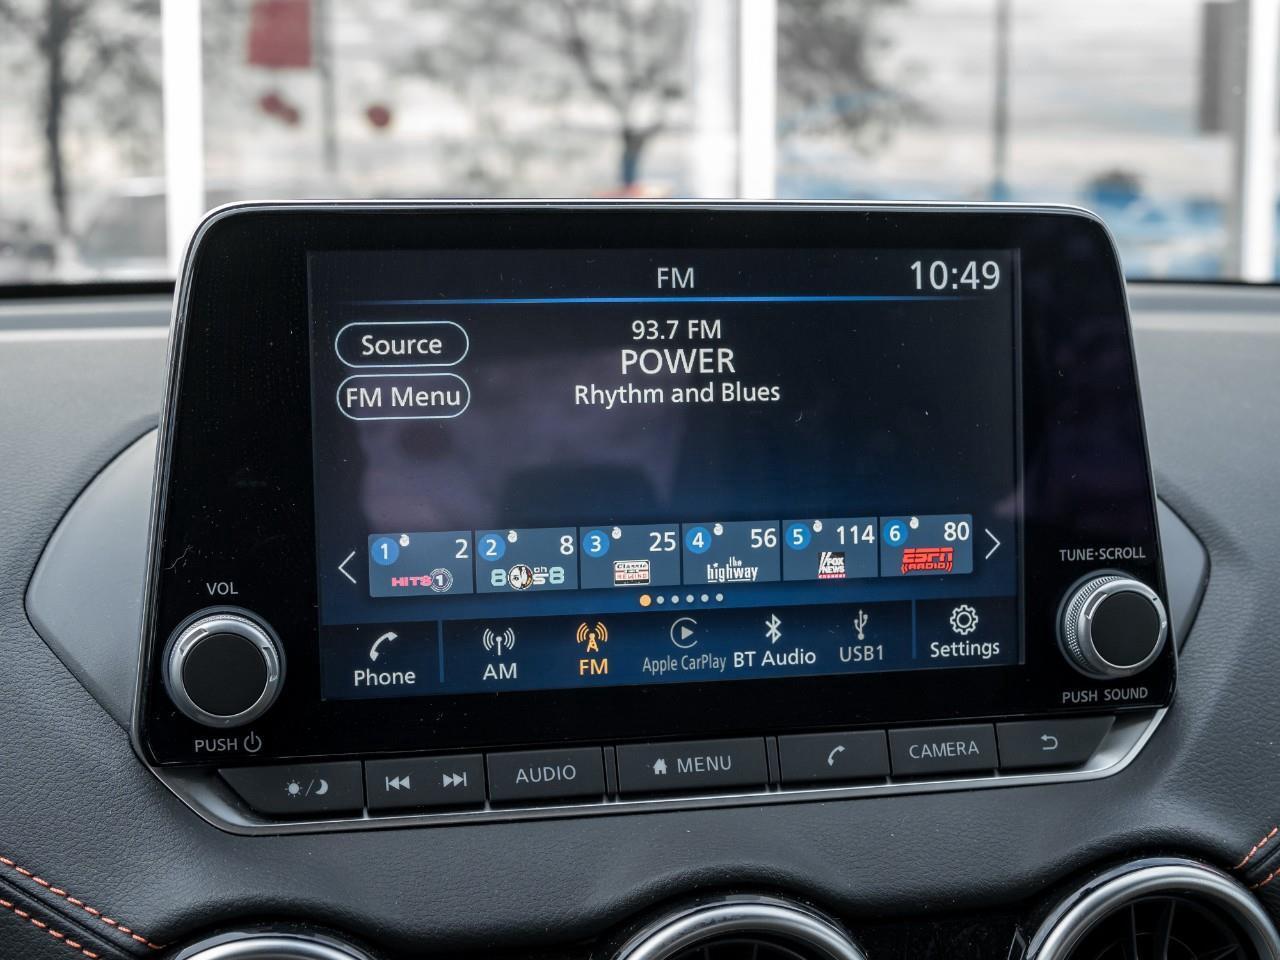 FM
10:49
Source
93.7 FM
POWER
FM Menu
Rhythm and Blues
1 2
HITS 1
2 8
80s on 8
3 25
Classic REWIND
4 56
the highway
5 114
FOX NEWS channel
6 80
ESPN RADIO
VOL
PUSH
TUNE·SCROLL
PUSH SOUND
Phone
AM
FM
Apple CarPlay
BT Audio
USB1
Settings
AUDIO
MENU
CAMERA